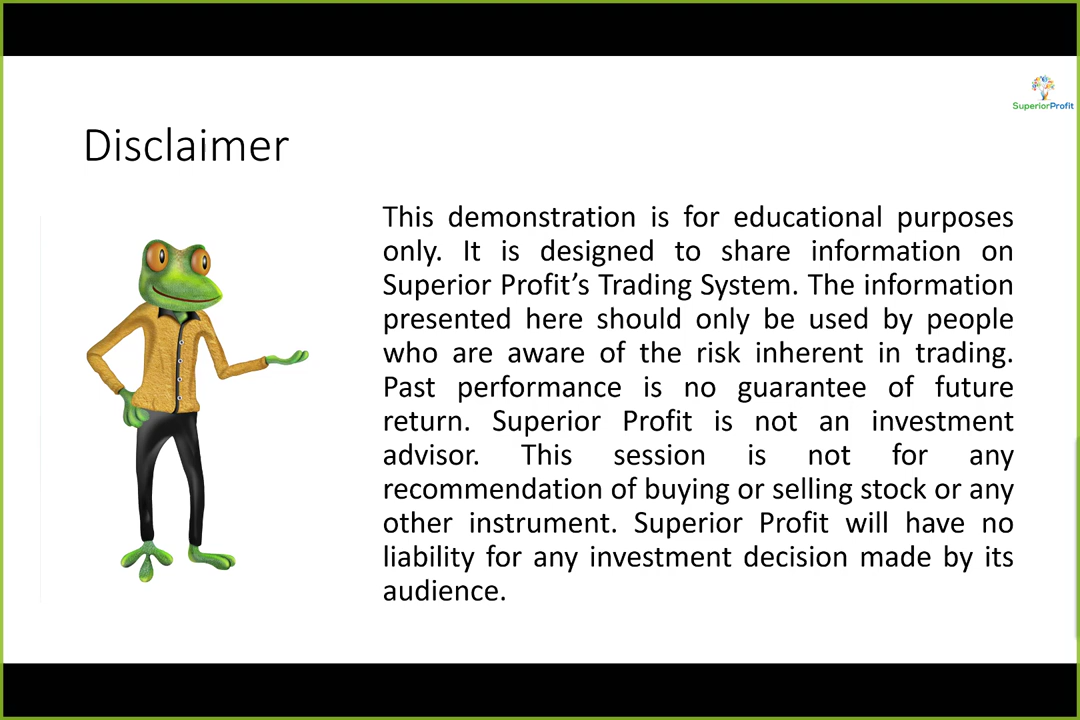 SuperiorProfit
Disclaimer
This demonstration is for educational purposes
only. It is designed to share information on
Superior Profit’s Trading System. The information
presented here should only be used by people
who are aware of the risk inherent in trading.
Past performance is no guarantee of future
return. Superior Profit is not an investment
advisor. This session is not for any
recommendation of buying or selling stock or any
other instrument. Superior Profit will have no
liability for any investment decision made by its
audience.